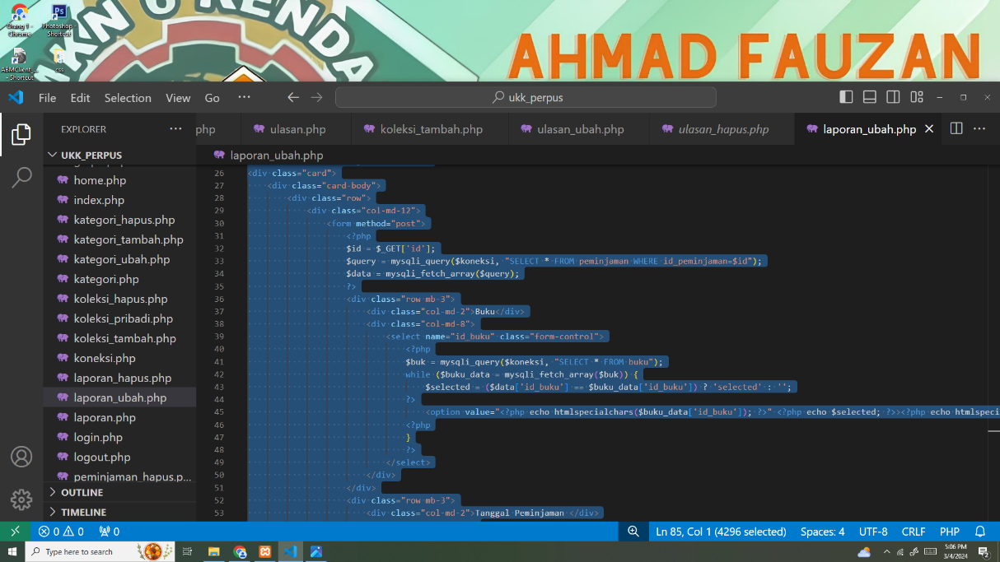 KN 6 RENDA
AHMAD FAUZAN
Orang 1 -
Chrome
Photoshop -
Shortcut
ABMClient_...
- Shortcut
css
File Edit Selection View Go ···
ukk_perpus
EXPLORER
php
ulasan.php
koleksi_tambah.php
ulasan_ubah.php
ulasan_hapus.php
laporan_ubah.php
UKK_PERPUS
laporan_ubah.php
home.php
index.php
kategori_hapus.php
kategori_tambah.php
kategori_ubah.php
kategori.php
koleksi_hapus.php
koleksi_pribadi.php
koleksi_tambah.php
koneksi.php
laporan_hapus.php
laporan_ubah.php
laporan.php
login.php
logout.php
peminjaman_hapus.p...
OUTLINE
TIMELINE
26 <div class="card">
27 <div class="card-body">
28 <div class="row">
29 <div class="col-md-12">
30 <form method="post">
31 <?php
32 $id = $_GET['id'];
33 $query = mysqli_query($koneksi, "SELECT * FROM peminjaman WHERE id_peminjaman=$id");
34 $data = mysqli_fetch_array($query);
35 ?>
36 <div class="row mb-3">
37 <div class="col-md-2">Buku</div>
38 <div class="col-md-8">
39 <select name="id_buku" class="form-control">
40 <?php
41 $buk = mysqli_query($koneksi, "SELECT * FROM buku");
42 while ($buku_data = mysqli_fetch_array($buk)) {
43 $selected = ($data['id_buku'] == $buku_data['id_buku']) ? 'selected' : '';
44 ?>
45 <option value="<?php echo htmlspecialchars($buku_data['id_buku']); ?>" <?php echo $selected; ?>><?php echo htmlspeci
46 <?php
47 }
48 ?>
49 </select>
50 </div>
51 </div>
52 <div class="row mb-3">
53 <div class="col-md-2">Tanggal Peminjaman </div>
0 0 0
Ln 85, Col 1 (4296 selected) Spaces: 4 UTF-8 CRLF PHP
Type here to search
5:06 PM
3/4/2024
2